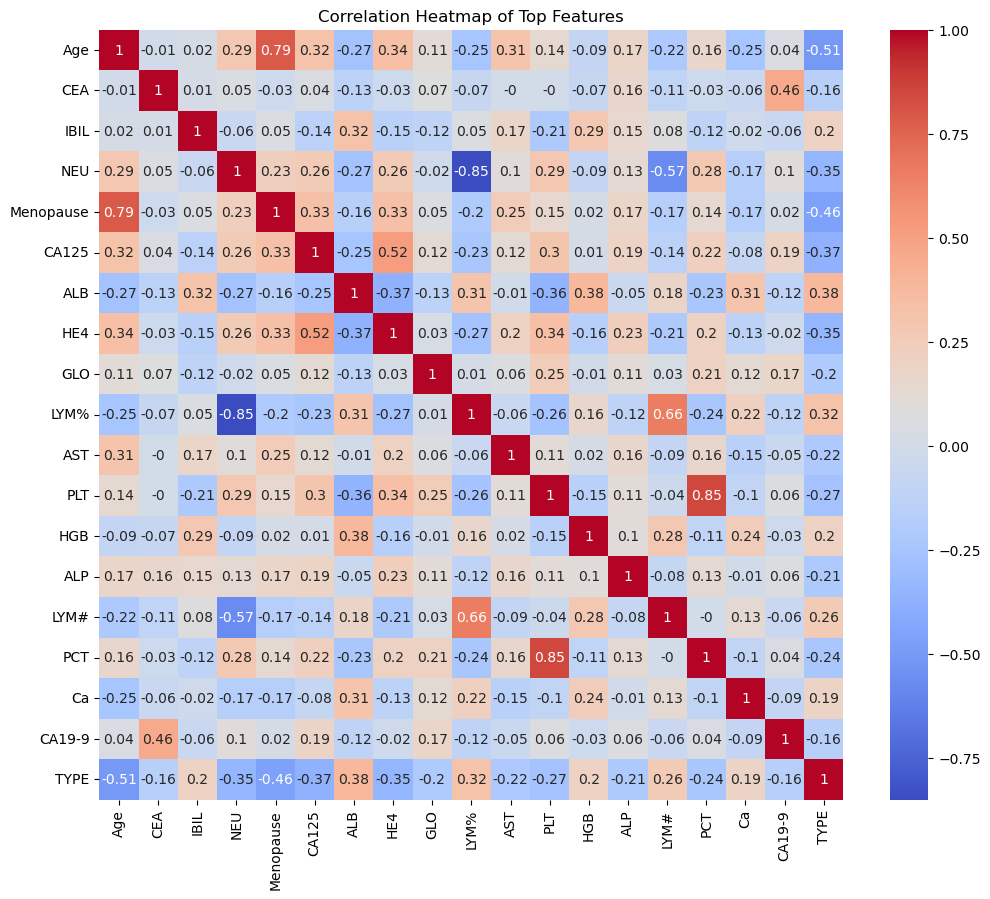 Correlation Heatmap of Top Features
Age 1 -0.01 0.02 0.29 0.79 0.32 -0.27 0.34 0.11 -0.25 0.31 0.14 -0.09 0.17 -0.22 0.16 -0.25 0.04 -0.51
CEA -0.01 1 0.01 0.05 -0.03 0.04 -0.13 -0.03 0.07 -0.07 -0 -0 -0.07 0.16 -0.11 -0.03 -0.06 0.46 -0.16
IBIL 0.02 0.01 1 -0.06 0.05 -0.14 0.32 -0.15 -0.12 0.05 0.17 -0.21 0.29 0.15 0.08 -0.12 -0.02 -0.06 0.2
NEU 0.29 0.05 -0.06 1 0.23 0.26 -0.27 0.26 -0.02 -0.85 0.1 0.29 -0.09 0.13 -0.57 0.28 -0.17 0.1 -0.35
Menopause 0.79 -0.03 0.05 0.23 1 0.33 -0.16 0.33 0.05 -0.2 0.25 0.15 0.02 0.17 -0.17 0.14 -0.17 0.02 -0.46
CA125 0.32 0.04 -0.14 0.26 0.33 1 -0.25 0.52 0.12 -0.23 0.12 0.3 0.01 0.19 -0.14 0.22 -0.08 0.19 -0.37
ALB -0.27 -0.13 0.32 -0.27 -0.16 -0.25 1 -0.37 -0.13 0.31 -0.01 -0.36 0.38 -0.05 0.18 -0.23 0.31 -0.12 0.38
HE4 0.34 -0.03 -0.15 0.26 0.33 0.52 -0.37 1 0.03 -0.27 0.2 0.34 -0.16 0.23 -0.21 0.2 -0.13 -0.02 -0.35
GLO 0.11 0.07 -0.12 -0.02 0.05 0.12 -0.13 0.03 1 0.01 0.06 0.25 -0.01 0.11 0.03 0.21 0.12 0.17 -0.2
LYM% -0.25 -0.07 0.05 -0.85 -0.2 -0.23 0.31 -0.27 0.01 1 -0.06 -0.26 0.16 -0.12 0.66 -0.24 0.22 -0.12 0.32
AST 0.31 -0 0.17 0.1 0.25 0.12 -0.01 0.2 0.06 -0.06 1 0.11 0.02 0.16 -0.09 0.16 -0.15 -0.05 -0.22
PLT 0.14 -0 -0.21 0.29 0.15 0.3 -0.36 0.34 0.25 -0.26 0.11 1 -0.15 0.11 -0.04 0.85 -0.1 0.06 -0.27
HGB -0.09 -0.07 0.29 -0.09 0.02 0.01 0.38 -0.16 -0.01 0.16 0.02 -0.15 1 0.1 0.28 -0.11 0.24 -0.03 0.2
ALP 0.17 0.16 0.15 0.13 0.17 0.19 -0.05 0.23 0.11 -0.12 0.16 0.11 0.1 1 -0.08 0.13 -0.01 0.06 -0.21
LYM# -0.22 -0.11 0.08 -0.57 -0.17 -0.14 0.18 -0.21 0.03 0.66 -0.09 -0.04 0.28 -0.08 1 -0 0.13 -0.06 0.26
PCT 0.16 -0.03 -0.12 0.28 0.14 0.22 -0.23 0.2 0.21 -0.24 0.16 0.85 -0.11 0.13 -0 1 -0.1 0.04 -0.24
Ca -0.25 -0.06 -0.02 -0.17 -0.17 -0.08 0.31 -0.13 0.12 0.22 -0.15 -0.1 0.24 -0.01 0.13 -0.1 1 -0.09 0.19
CA19-9 0.04 0.46 -0.06 0.1 0.02 0.19 -0.12 -0.02 0.17 -0.12 -0.05 0.06 -0.03 0.06 -0.06 0.04 -0.09 1 -0.16
TYPE -0.51 -0.16 0.2 -0.35 -0.46 -0.37 0.38 -0.35 -0.2 0.32 -0.22 -0.27 0.2 -0.21 0.26 -0.24 0.19 -0.16 1
Age CEA IBIL NEU Menopause CA125 ALB HE4 GLO LYM% AST PLT HGB ALP LYM# PCT Ca CA19-9 TYPE
1.00
0.75
0.50
0.25
0.00
−0.25
−0.50
−0.75